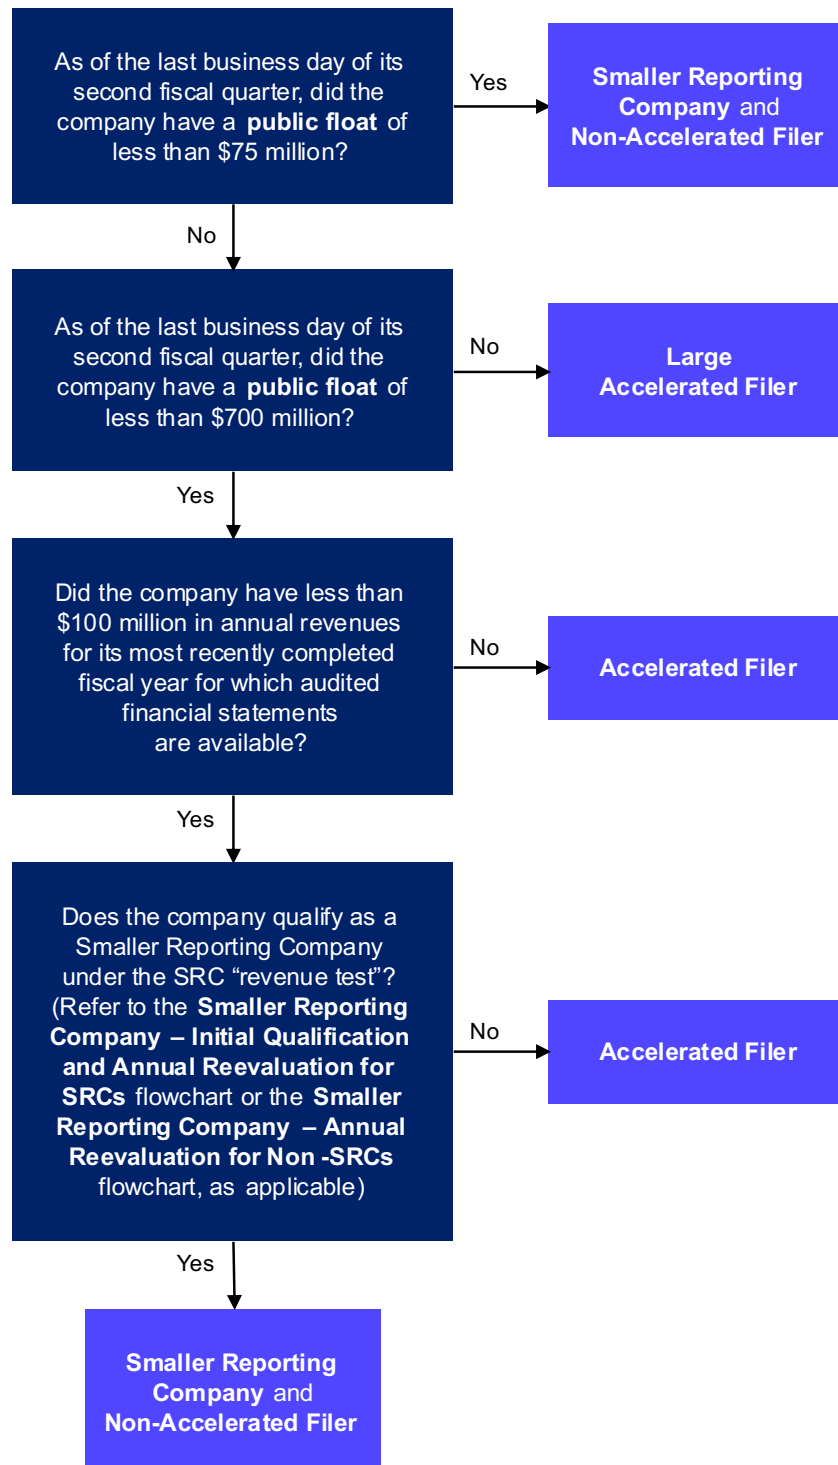 As of the last business day of its
second fiscal quarter, did the
company have a public float of
less than $75 million?
Yes
Smaller Reporting
Company and
Non-Accelerated Filer
No
As of the last business day of its
second fiscal quarter, did the
company have a public float of
less than $700 million?
No
Large
Accelerated Filer
Yes
Did the company have less than
$100 million in annual revenues
for its most recently completed
fiscal year for which audited
financial statements
are available?
No
Accelerated Filer
Yes
Does the company qualify as a
Smaller Reporting Company
under the SRC “revenue test”?
(Refer to the Smaller Reporting
Company – Initial Qualification
and Annual Reevaluation for
SRCs flowchart or the Smaller
Reporting Company – Annual
Reevaluation for Non -SRCs
flowchart, as applicable)
No
Accelerated Filer
Yes
Smaller Reporting
Company and
Non-Accelerated Filer